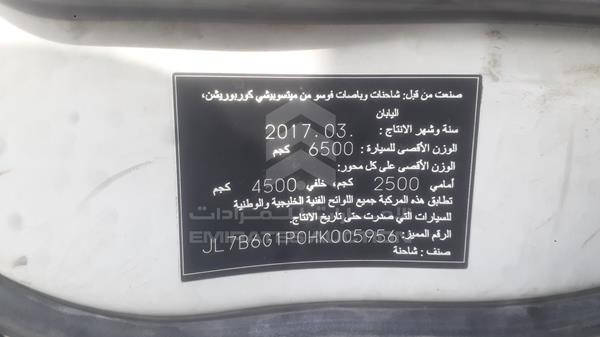 صنعت من قبل: شاحنات وباصات فوسو من ميتسوبيشي كوربوريشن،
اليابان
سنة وشهر الانتاج : 2017.03.
الوزن الأقصى للسيارة : 6500 كجم
الوزن الأقصى على كل محور:
أمامي 2500 كجم، خلفي 4500 كجم
تطابق هذه المركبة جميع اللوائح الفنية الخليجية والوطنية
للسيارات التي صدرت حتى تاريخ الانتاج.
الرقم المميز: JL7B6G1P0HK005956
صنف : شاحنة